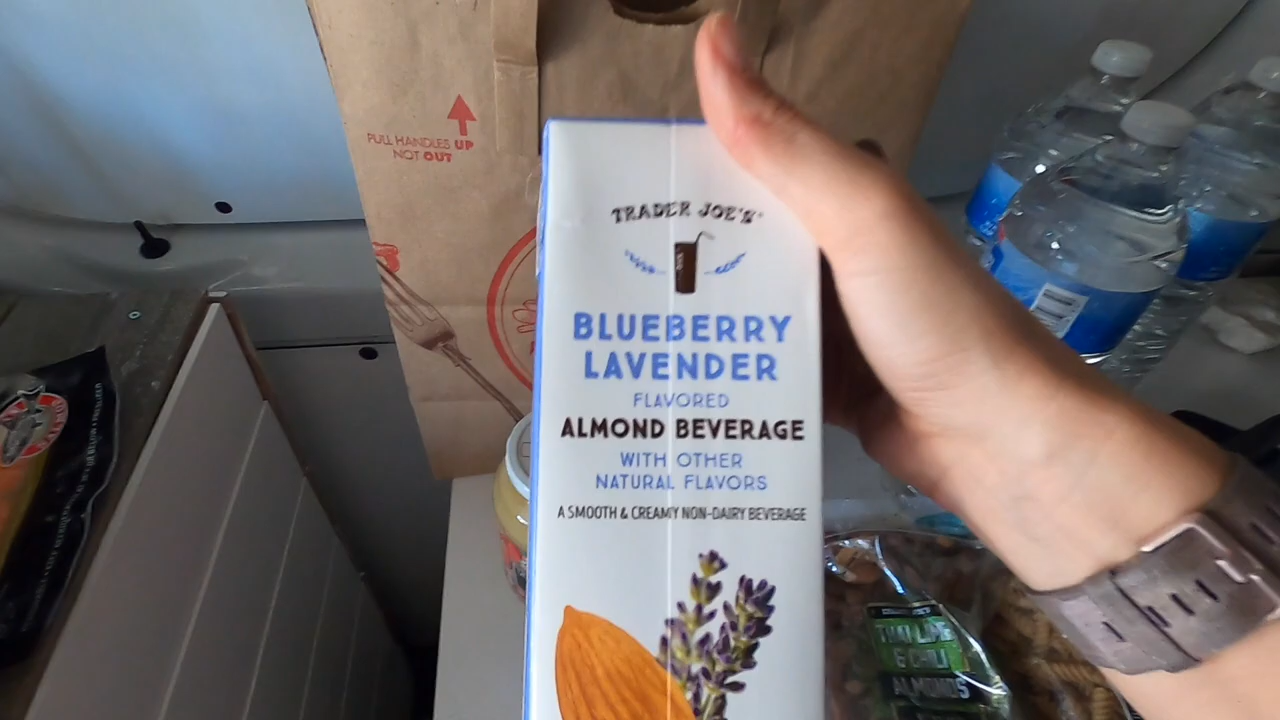 PULL HANDLES UP
NOT OUT
TRADER JOE'S
BLUEBERRY
LAVENDER
FLAVORED
ALMOND BEVERAGE
WITH OTHER
NATURAL FLAVORS
A SMOOTH & CREAMY NON-DAIRY BEVERAGE
THAI LIME
& CHILI
ALMONDS